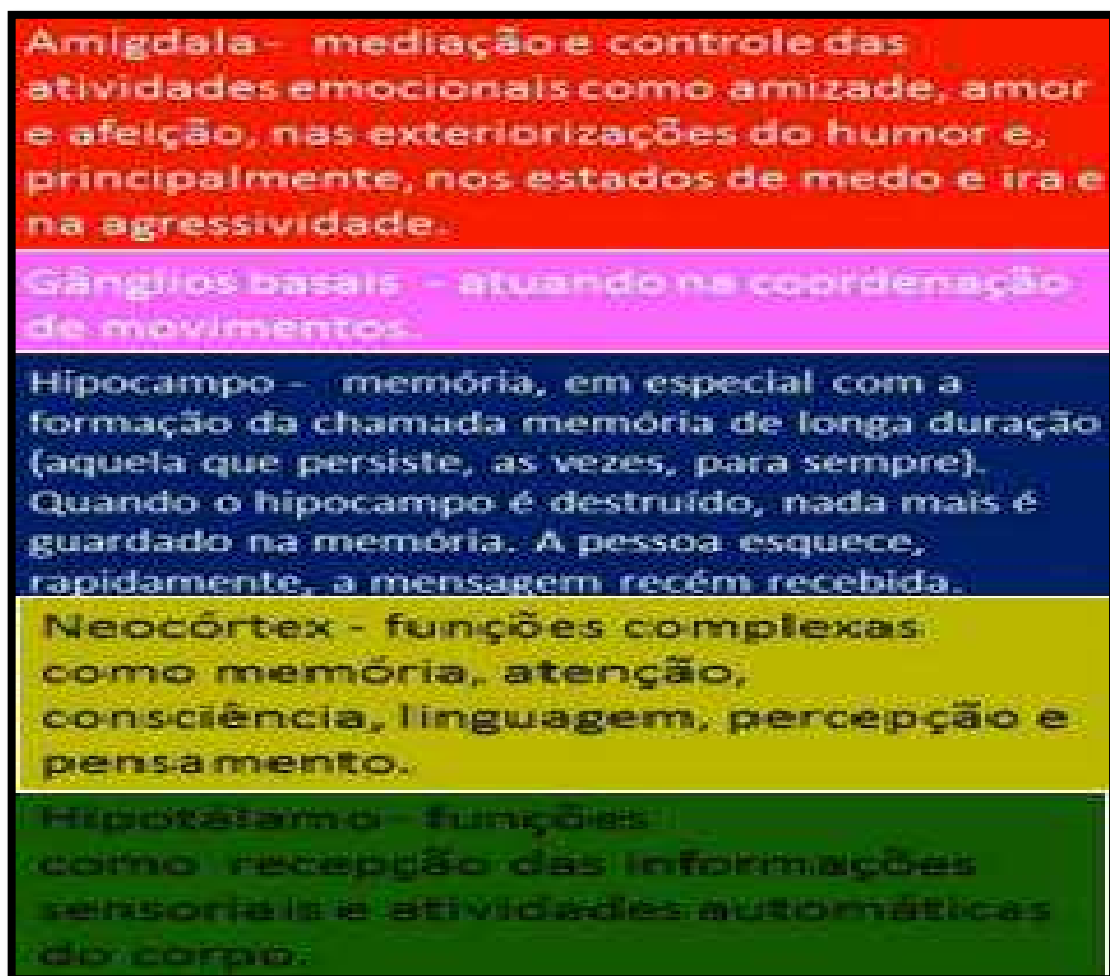 Amígdala - mediação e controle das
atividades emocionais como amizade, amor
e afeição, nas exteriorizações do humor e,
principalmente, nos estados de medo e ira e
na agressividade.
Gânglios basais - atuando na coordenação
de movimentos.
Hipocampo - memória, em especial com a
formação da chamada memória de longa duração
(aquela que persiste, as vezes, para sempre).
Quando o hipocampo é destruído, nada mais é
guardado na memória. A pessoa esquece,
rapidamente, a mensagem recém recebida.
Neocórtex - funções complexas
como memória, atenção,
consciência, linguagem, percepção e
pensamento.
Hipotálamo - funções
como recepção das informações
sensoriais e atividades automáticas
do corpo.